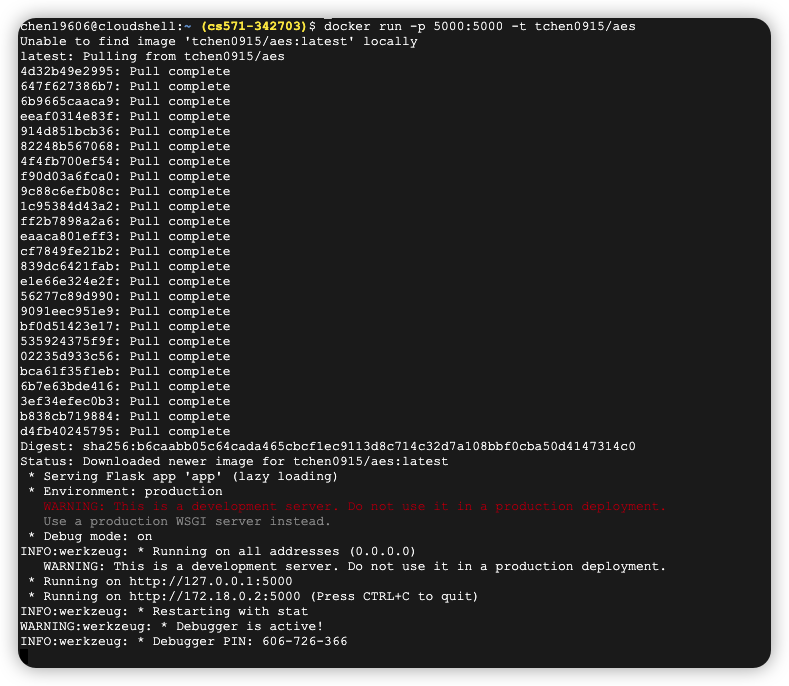 chen19606@cloudshell:~ (cs571-342703)$ docker run -p 5000:5000 -t tchen0915/aes
Unable to find image 'tchen0915/aes:latest' locally
latest: Pulling from tchen0915/aes
4d32b49e2995: Pull complete
647f627386b7: Pull complete
6b9665caaca9: Pull complete
eeaf0314e83f: Pull complete
914d851bcb36: Pull complete
82248b567068: Pull complete
4f4fb700ef54: Pull complete
f90d03a6fca0: Pull complete
9c88c6efb08c: Pull complete
1c95384d43a2: Pull complete
ff2b7898a2a6: Pull complete
eaaca801eff3: Pull complete
cf7849fe21b2: Pull complete
839dc6421fab: Pull complete
e1e66e324e2f: Pull complete
56277c89d990: Pull complete
9091eec951e9: Pull complete
bf0d51423e17: Pull complete
535924375f9f: Pull complete
02235d933c56: Pull complete
bca61f35f1eb: Pull complete
6b7e63bde416: Pull complete
3ef34efec0b3: Pull complete
b838cb719884: Pull complete
d4fb40245795: Pull complete
Digest: sha256:b6caabb05c64cada465cbcf1ec9113d8c714c32d7a108bbf0cba50d4147314c0
Status: Downloaded newer image for tchen0915/aes:latest
* Serving Flask app 'app' (lazy loading)
* Environment: production
WARNING: This is a development server. Do not use it in a production deployment.
Use a production WSGI server instead.
* Debug mode: on
INFO:werkzeug: * Running on all addresses (0.0.0.0)
WARNING: This is a development server. Do not use it in a production deployment.
* Running on http://127.0.0.1:5000
* Running on http://172.18.0.2:5000 (Press CTRL+C to quit)
INFO:werkzeug: * Restarting with stat
WARNING:werkzeug: * Debugger is active!
INFO:werkzeug: * Debugger PIN: 606-726-366